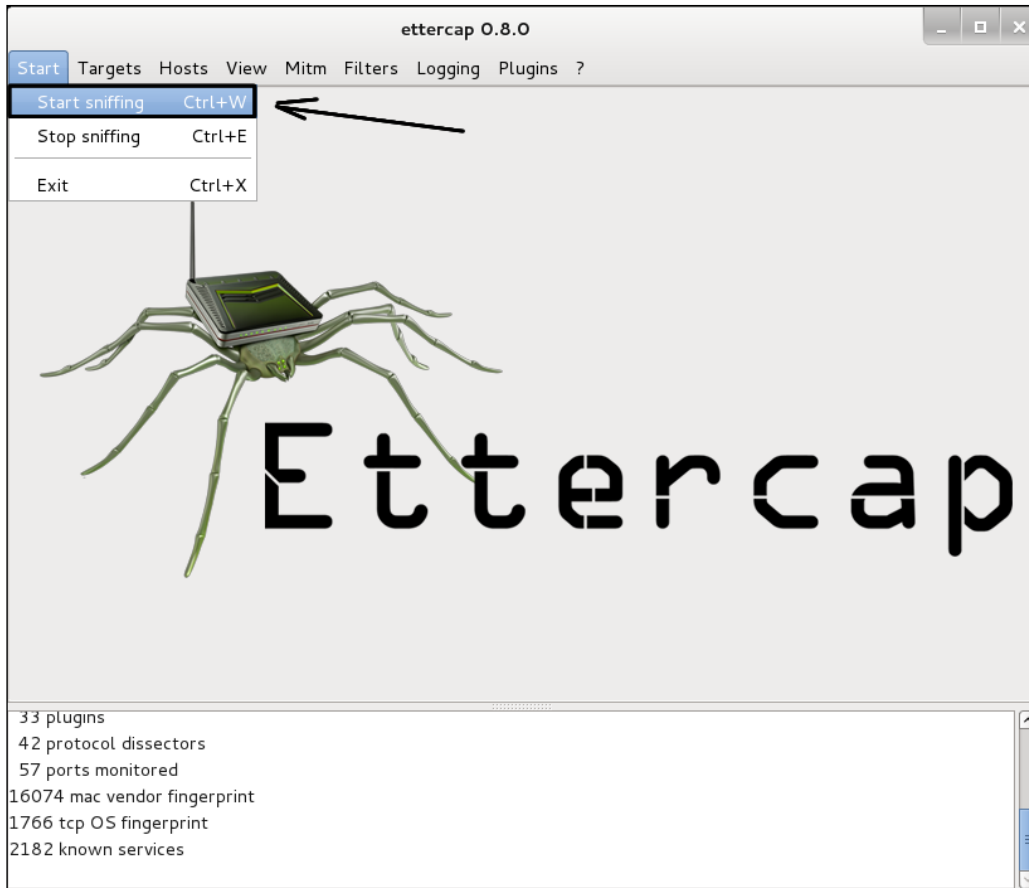 ettercap 0.8.0
Start Targets Hosts View Mitm Filters Logging Plugins ?
Start sniffing Ctrl+W
Stop sniffing Ctrl+E
Exit Ctrl+X
Ettercap
33 plugins
42 protocol dissectors
57 ports monitored
16074 mac vendor fingerprint
1766 tcp OS fingerprint
2182 known services